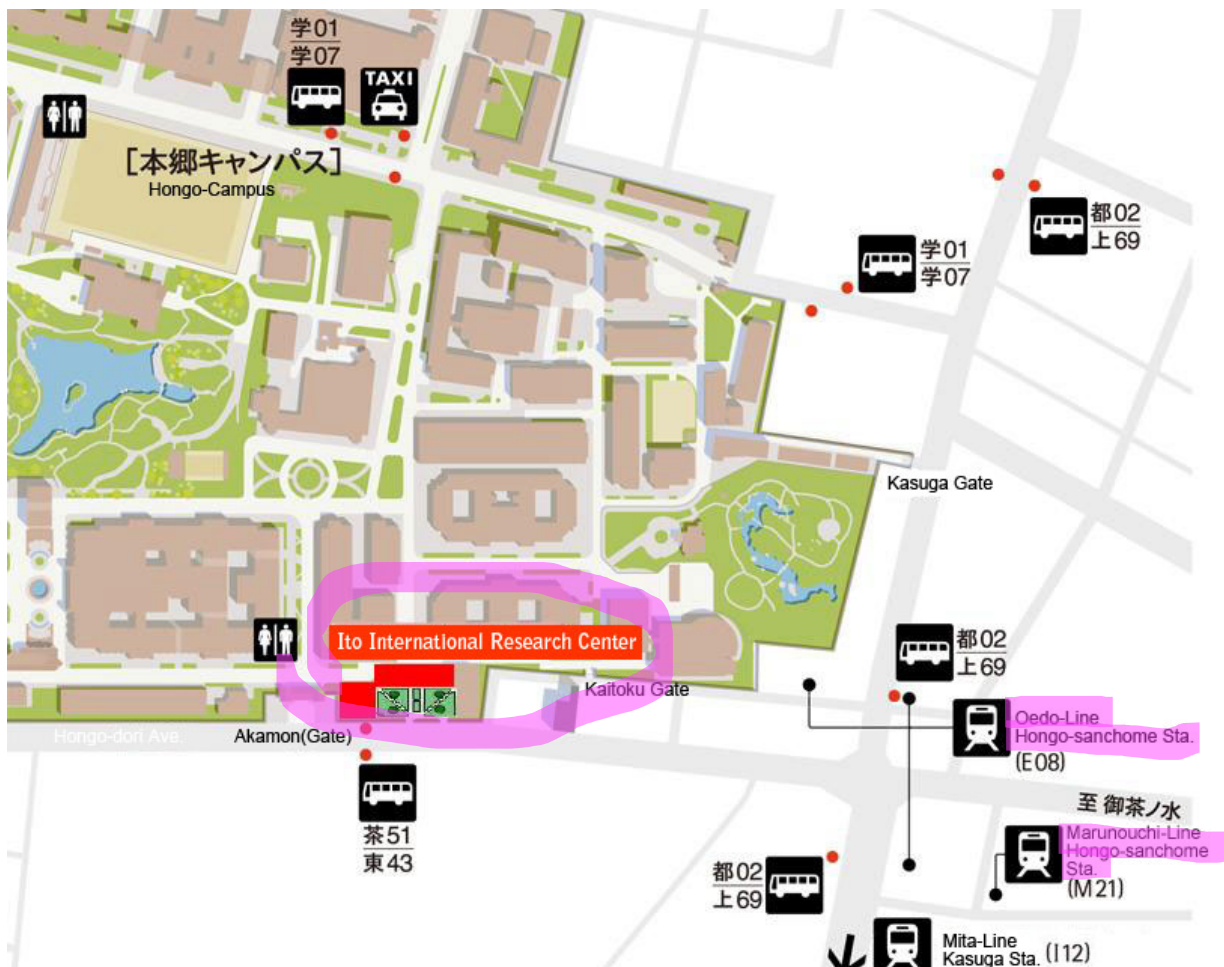 学01
学07
TAXI
[本郷キャンパス]
Hongo-Campus
都02
上69
学01
学07
Kasuga Gate
都02
上69
Ito International Research Center
Kaitoku Gate
Oedo-Line
Hongo-sanchome Sta.
(E08)
Hongo-dori Ave.
Akamon(Gate)
茶51
東43
至 御茶ノ水
Marunouchi-Line
Hongo-sanchome
Sta.
(M21)
都02
上69
Mita-Line
Kasuga Sta. (I12)